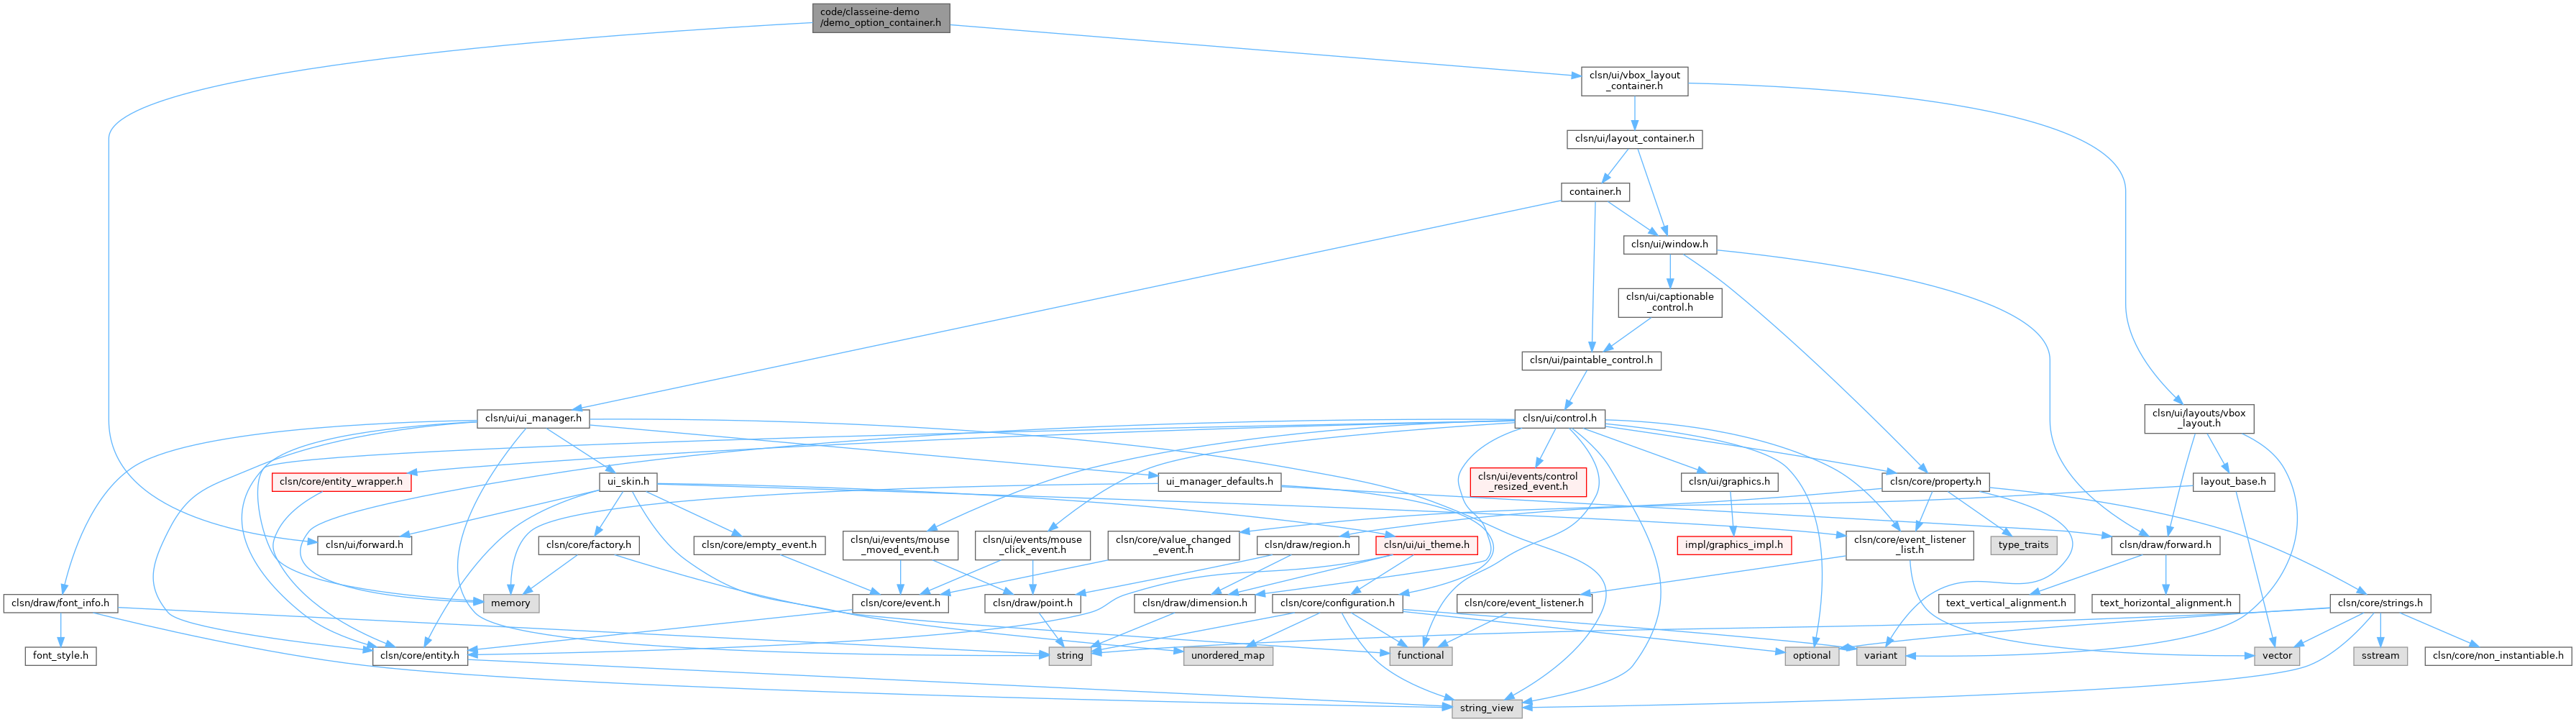 code/classeine-demo
/demo_option_container.h
clsn/ui/vbox_layout
_container.h
clsn/ui/layout_container.h
container.h
clsn/ui/window.h
clsn/ui/captionable
_control.h
clsn/ui/paintable_control.h
clsn/ui/ui_manager.h
clsn/ui/control.h
clsn/ui/layouts/vbox
_layout.h
clsn/core/entity_wrapper.h
ui_skin.h
ui_manager_defaults.h
clsn/ui/events/control
_resized_event.h
clsn/ui/graphics.h
clsn/core/property.h
layout_base.h
clsn/ui/forward.h
clsn/core/factory.h
clsn/core/empty_event.h
clsn/ui/events/mouse
_moved_event.h
clsn/ui/events/mouse
_click_event.h
clsn/core/value_changed
_event.h
clsn/draw/region.h
clsn/ui/ui_theme.h
impl/graphics_impl.h
clsn/core/event_listener
_list.h
type_traits
clsn/draw/forward.h
clsn/draw/font_info.h
memory
clsn/core/event.h
clsn/draw/point.h
clsn/draw/dimension.h
clsn/core/configuration.h
clsn/core/event_listener.h
text_vertical_alignment.h
text_horizontal_alignment.h
clsn/core/strings.h
font_style.h
clsn/core/entity.h
string
unordered_map
functional
optional
variant
vector
sstream
clsn/core/non_instantiable.h
string_view